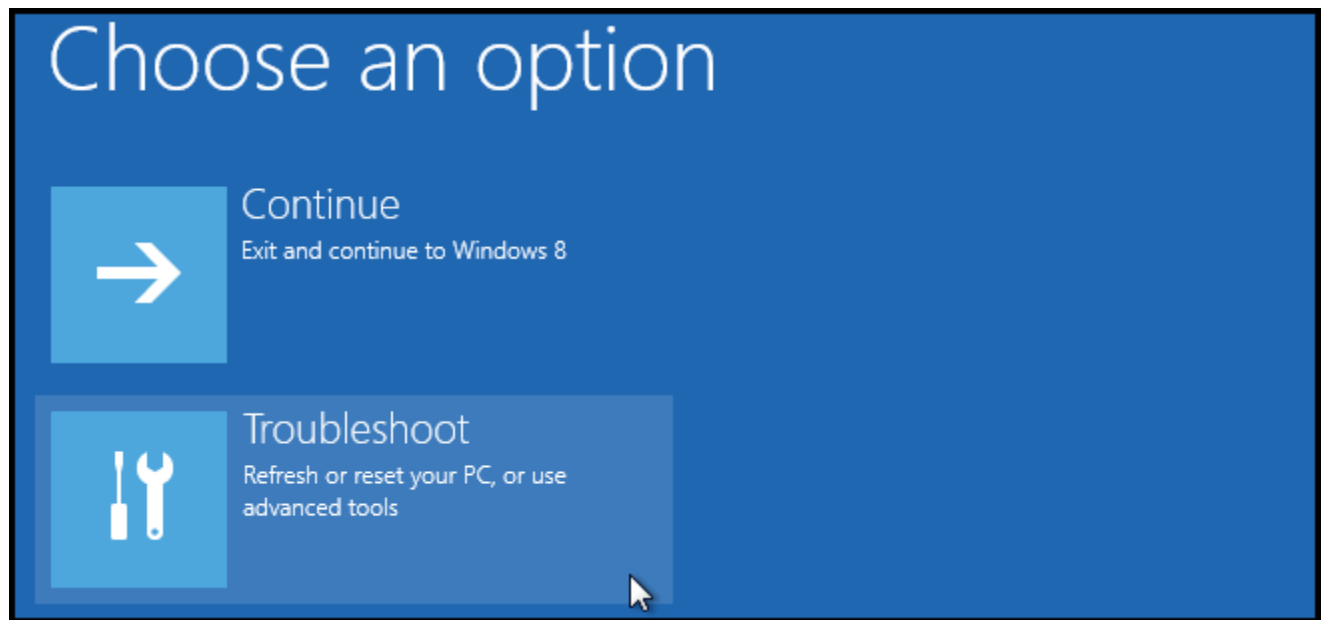 Choose an option
Continue
Exit and continue to Windows 8
Troubleshoot
Refresh or reset your PC, or use
advanced tools